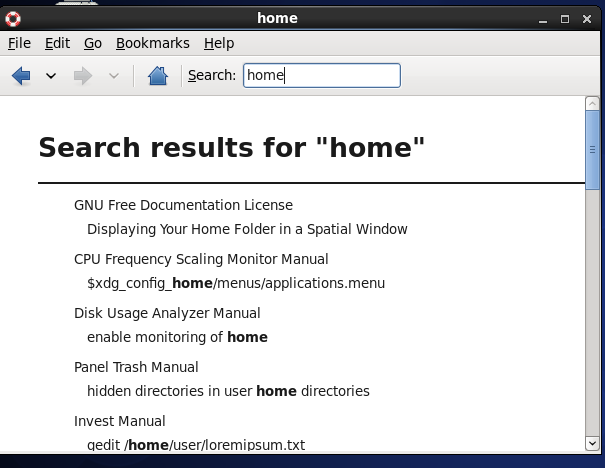 home
File Edit Go Bookmarks Help
Search: home
Search results for "home"
GNU Free Documentation License
Displaying Your Home Folder in a Spatial Window
CPU Frequency Scaling Monitor Manual
$xdg_config_home/menus/applications.menu
Disk Usage Analyzer Manual
enable monitoring of home
Panel Trash Manual
hidden directories in user home directories
Invest Manual
gedit /home/user/loremipsum.txt